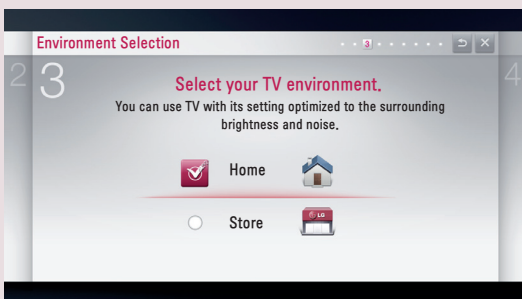 Environment Selection
3
2
3
4
Select your TV environment.
You can use TV with its setting optimized to the surrounding
brightness and noise.
Home
Store
LG